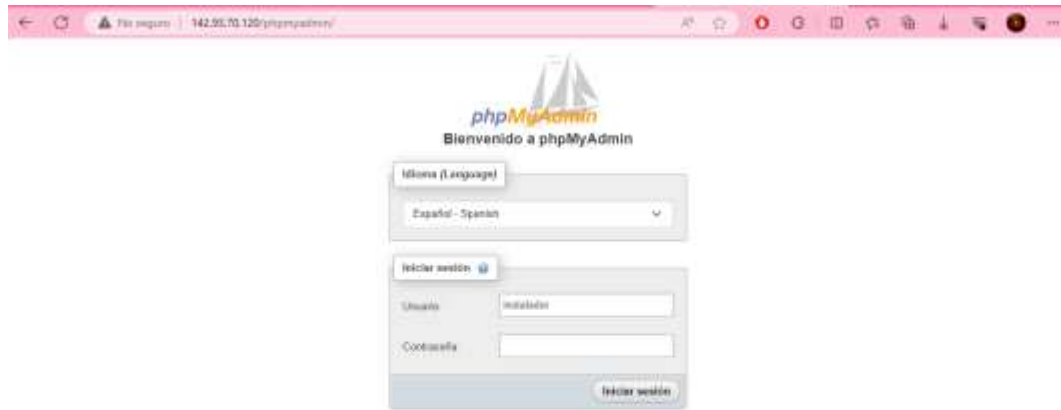 No seguro 142.93.70.120/phpmyadmin/
phpMyAdmin
Bienvenido a phpMyAdmin
Idioma (Language)
Español - Spanish
Iniciar sesión
Usuario
instalador
Contraseña
Iniciar sesión